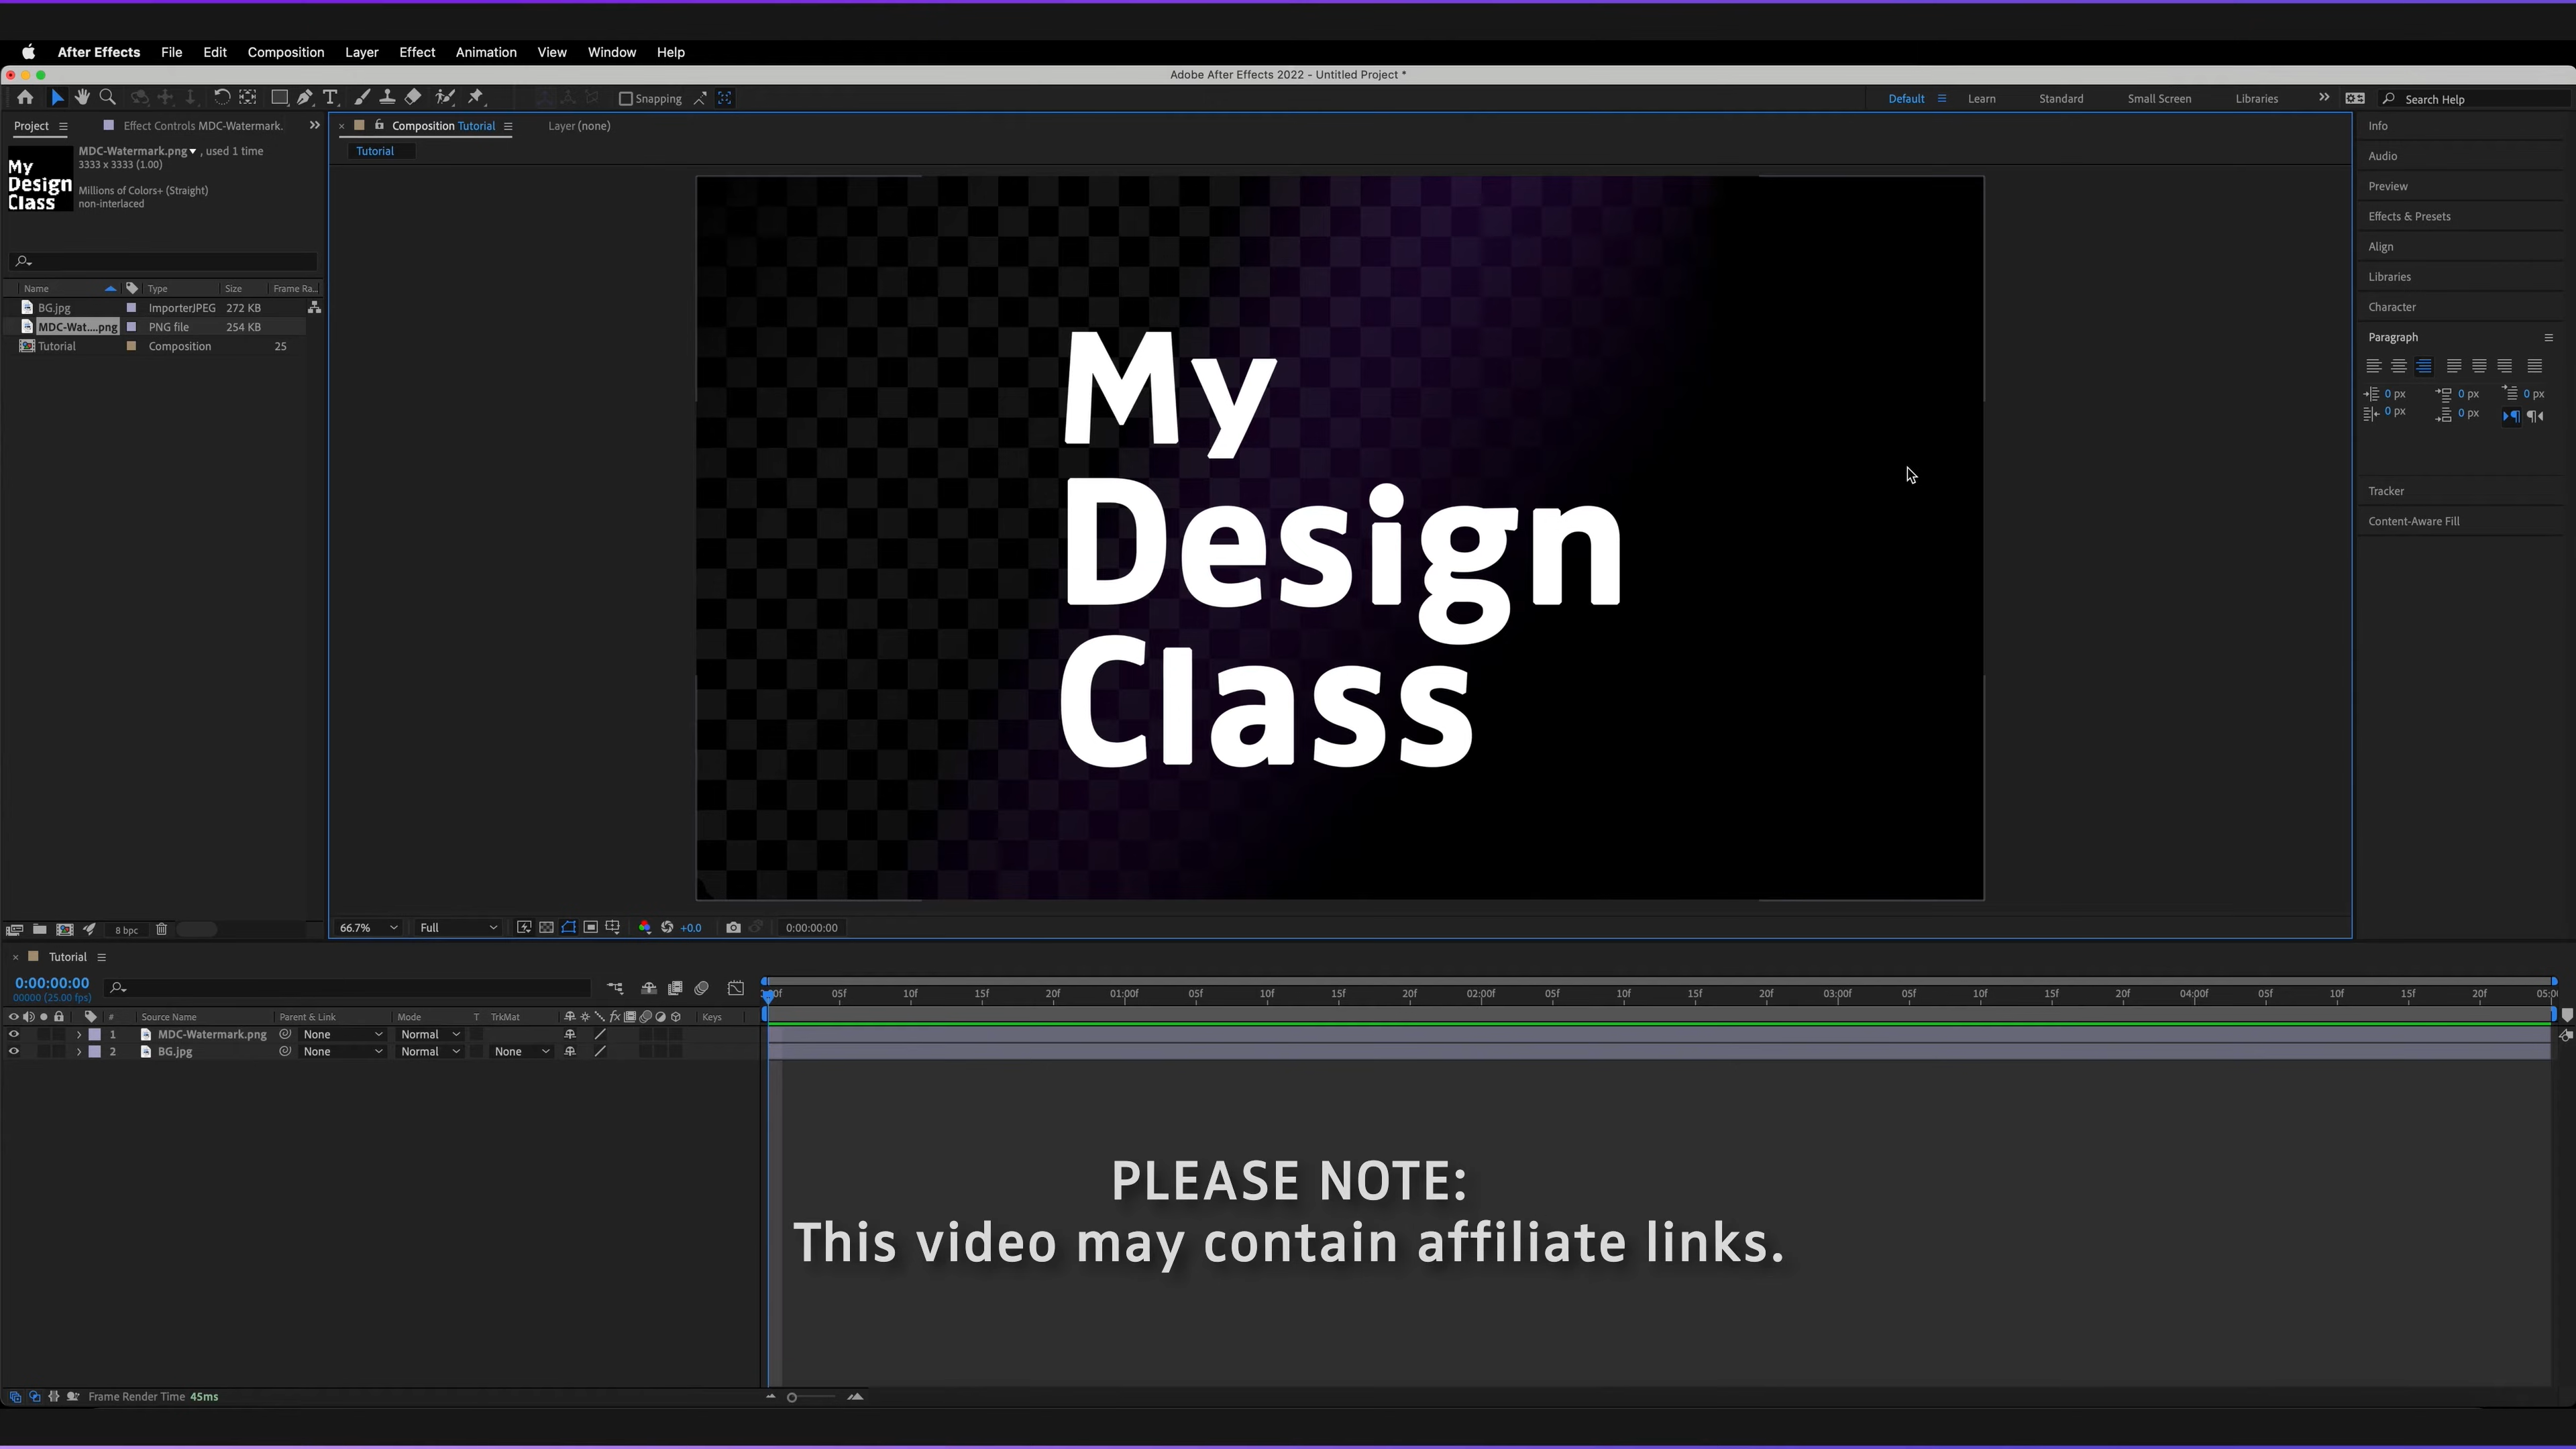 After Effects File Edit Composition Layer Effect Animation View Window Help
Adobe After Effects 2022 - Untitled Project *
Snapping
Default Learn Standard Small Screen Libraries Search Help
Project Effect Controls MDC-Watermark.
Composition Tutorial Layer (none)
Tutorial
My
Design
Class
MDC-Watermark.png , used 1 time
3333 x 3333 (1.00)
Millions of Colors+ (Straight)
non-interlaced
Name Type Size Frame Ra...
BG.jpg ImporterJPEG 272 KB
MDC-Wat....png PNG file 254 KB
Tutorial Composition 25
8 bpc
My
Design
Class
66.7% Full +0.0 0:00:00:00
Info
Audio
Preview
Effects & Presets
Align
Libraries
Character
Paragraph
0 px 0 px 0 px
0 px 0 px
Tracker
Content-Aware Fill
Tutorial
0:00:00:00
00000 (25.00 fps)
05f 10f 15f 20f 01:00f 05f 10f 15f 20f 02:00f 05f 10f 15f 20f 03:00f 05f 10f 15f 20f 04:00f 05f 10f 15f 20f
# Source Name Parent & Link Mode T TrkMat fx Keys
1 MDC-Watermark.png None Normal
2 BG.jpg None Normal None
PLEASE NOTE:
This video may contain affiliate links.
Frame Render Time 45ms